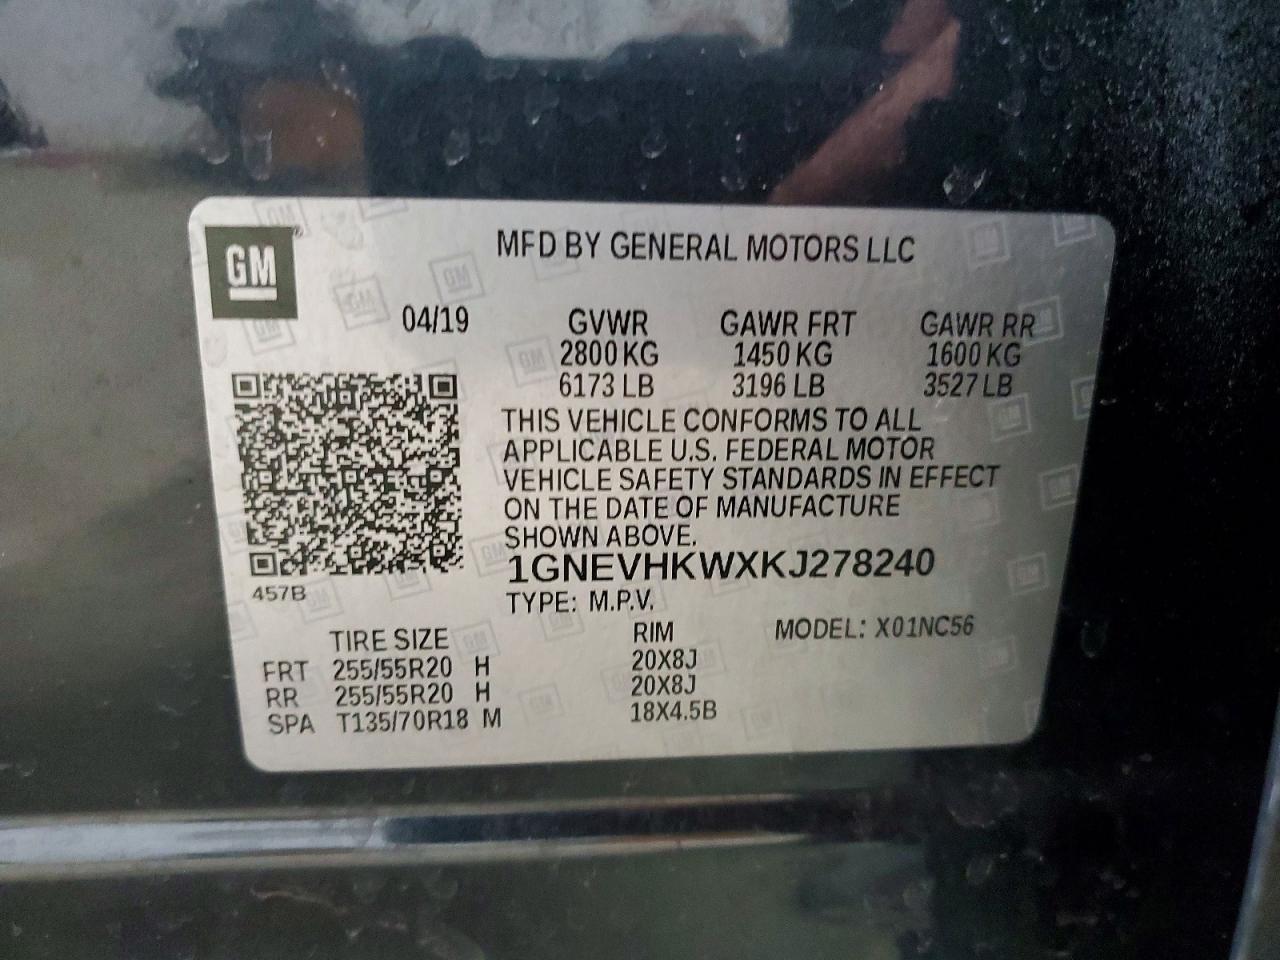 GM
MFD BY GENERAL MOTORS LLC
04/19 GVWR GAWR FRT GAWR RR
2800 KG 1450 KG 1600 KG
6173 LB 3196 LB 3527 LB
THIS VEHICLE CONFORMS TO ALL
APPLICABLE U.S. FEDERAL MOTOR
VEHICLE SAFETY STANDARDS IN EFFECT
ON THE DATE OF MANUFACTURE
SHOWN ABOVE.
1GNEVHKWXKJ278240
457B
TYPE: M.P.V.
TIRE SIZE RIM MODEL: X01NC56
FRT 255/55R20 H 20X8J
RR 255/55R20 H 20X8J
SPA T135/70R18 M 18X4.5B